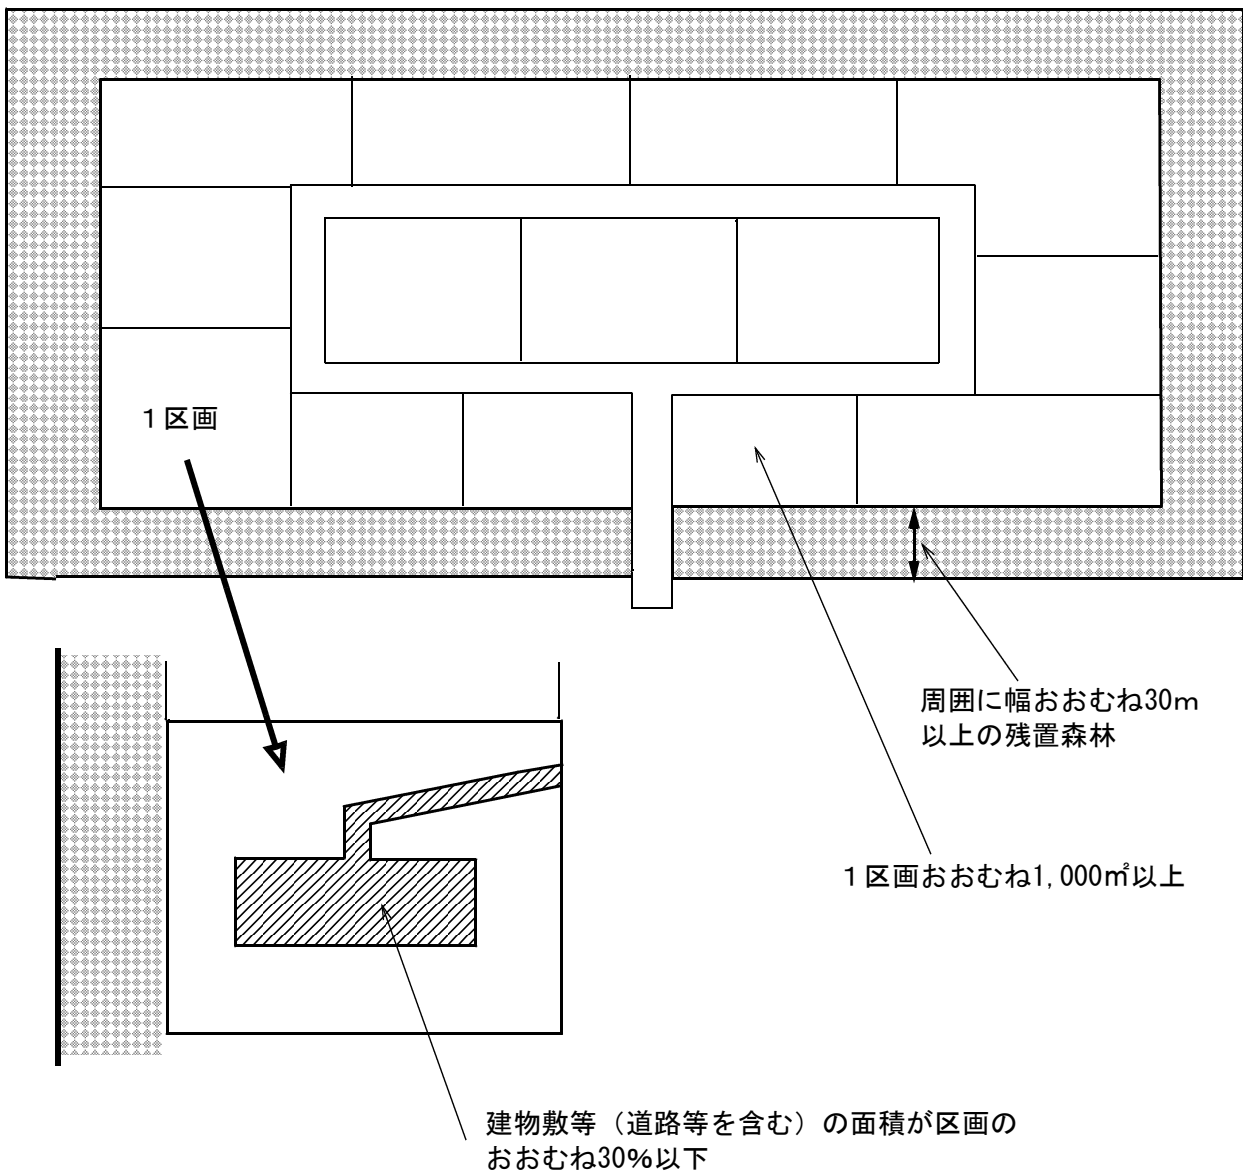 １区画
周囲に幅おおむね30ｍ
以上の残置森林
１区画おおむね1,000㎡以上
建物敷等（道路等を含む）の面積が区画の
おおむね30％以下